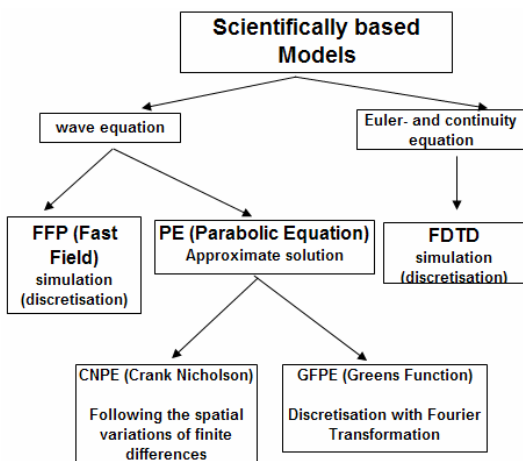 Scientifically based
Models
wave equation
Euler- and continuity
equation
FFP (Fast
Field)
simulation
(discretisation)
PE (Parabolic Equation)
Approximate solution
FDTD
simulation
(discretisation)
CNPE (Crank Nicholson)
Following the spatial
variations of finite
differences
GFPE (Greens Function)
Discretisation with Fourier
Transformation